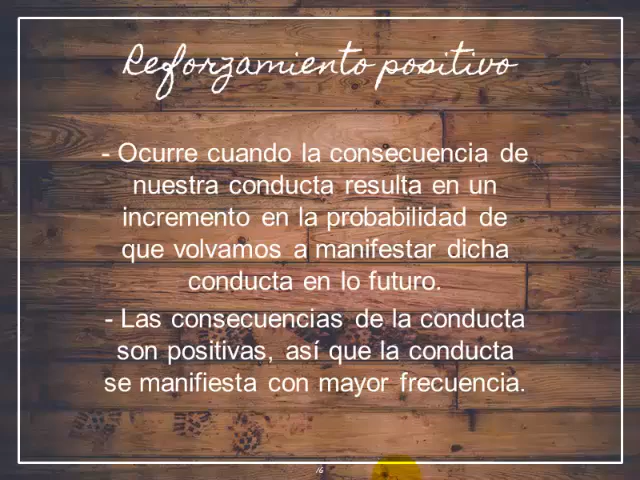 Reforzamiento positivo
- Ocurre cuando la consecuencia de
nuestra conducta resulta en un
incremento en la probabilidad de
que volvamos a manifestar dicha
conducta en lo futuro.
- Las consecuencias de la conducta
son positivas, así que la conducta
se manifiesta con mayor frecuencia.
16